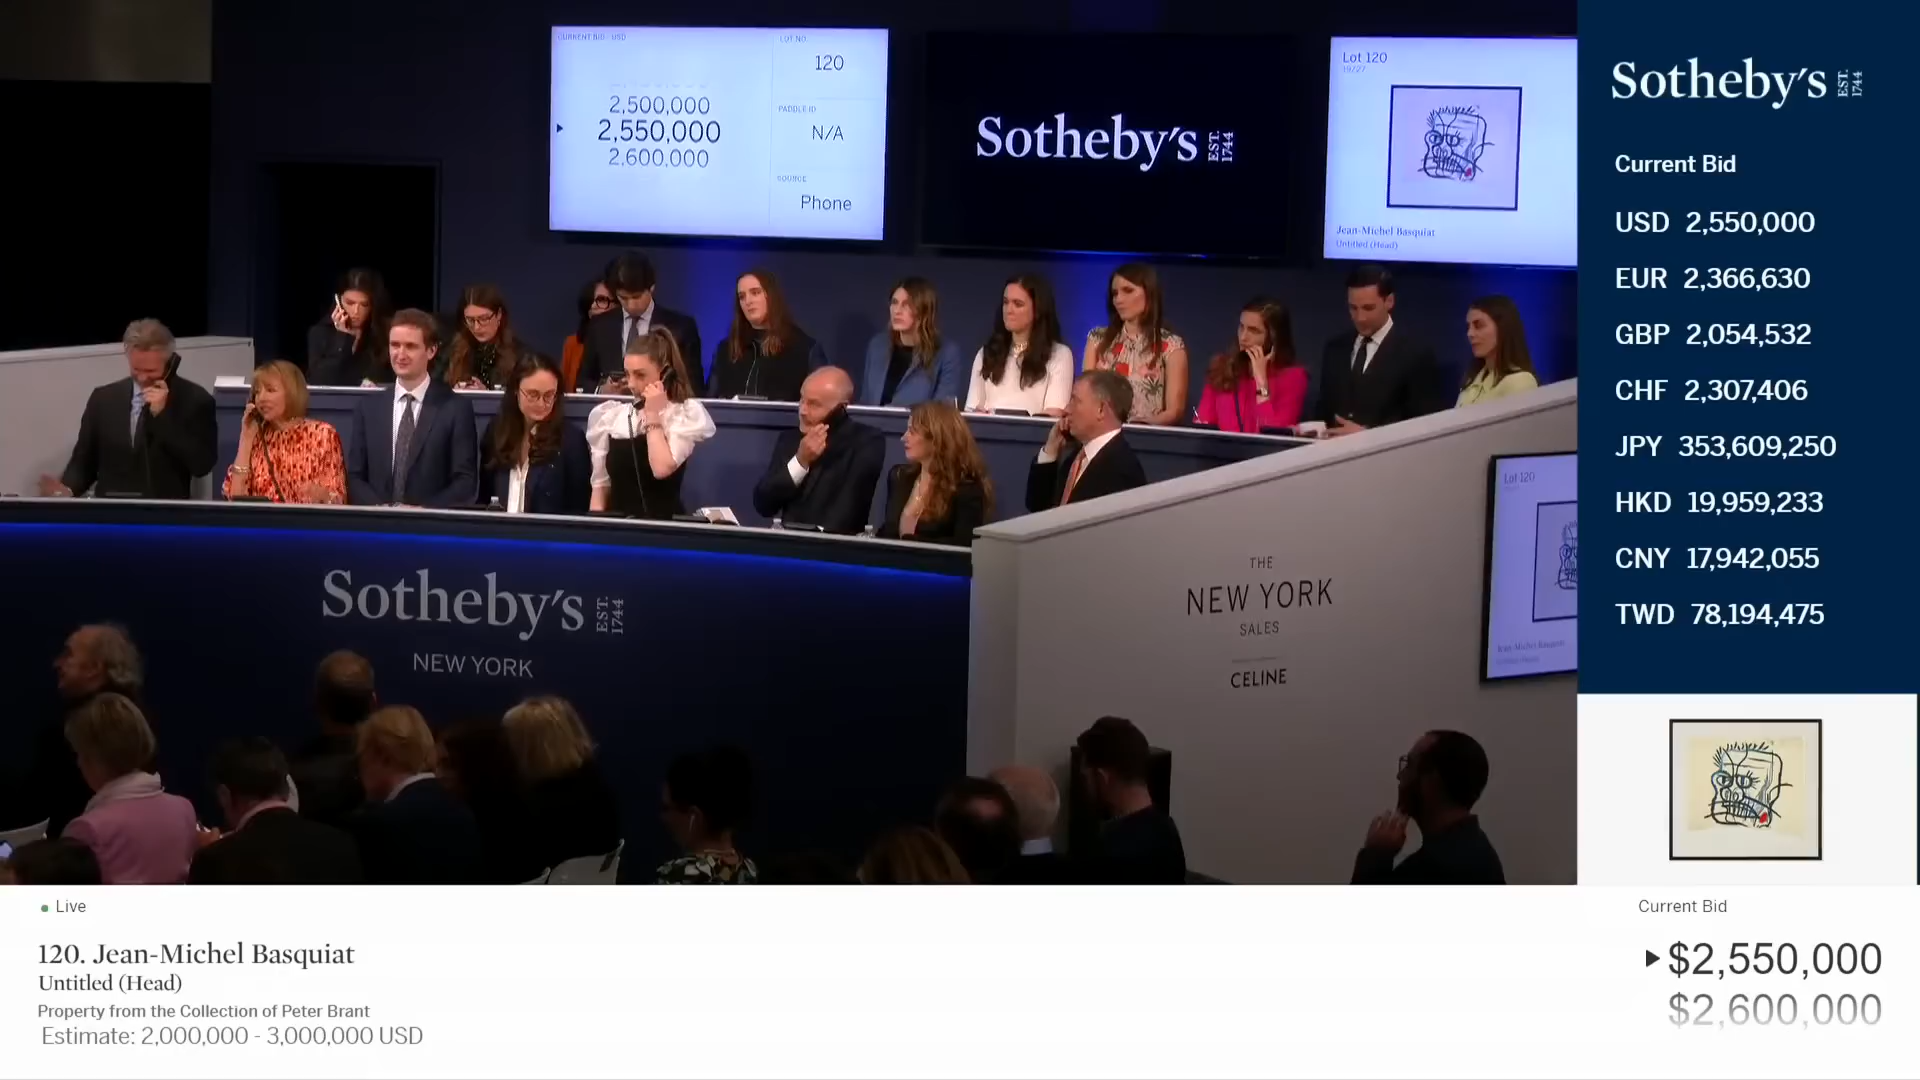 CURRENT BID USD
2,500,000
2,550,000
2,600,000
LOT NO.
120
PADDLE ID
N/A
SOURCE
Phone
Sotheby's EST. 1744
Lot 120
19/27
Jean-Michel Basquiat
Untitled (Head)
Sotheby's EST. 1744
Current Bid
USD 2,550,000
EUR 2,366,630
GBP 2,054,532
CHF 2,307,406
JPY 353,609,250
HKD 19,959,233
CNY 17,942,055
TWD 78,194,475
Sotheby's EST. 1744
NEW YORK
THE
NEW YORK
SALES
CELINE
Lot 120
Jean-Michel Basquiat
Live
120. Jean-Michel Basquiat
Untitled (Head)
Property from the Collection of Peter Brant
Estimate: 2,000,000 - 3,000,000 USD
Current Bid
$2,550,000
$2,600,000